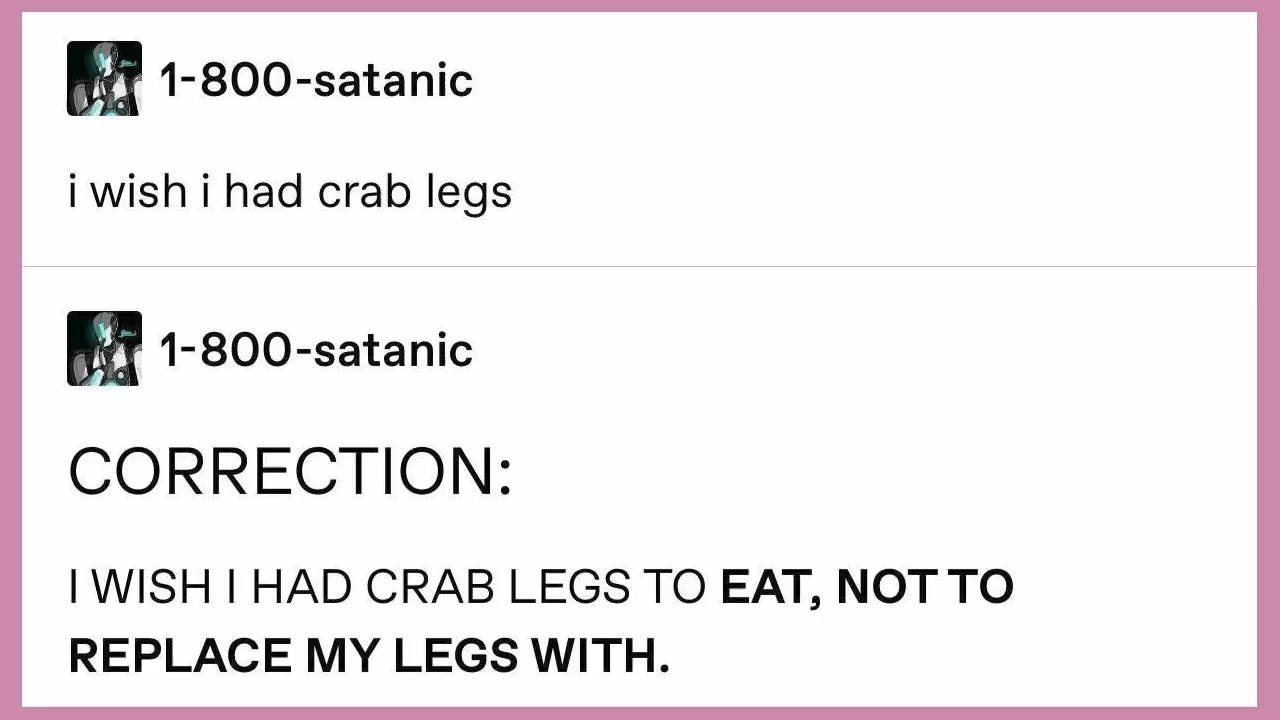 1-800-satanic
i wish i had crab legs
1-800-satanic
CORRECTION:
I WISH I HAD CRAB LEGS TO EAT, NOT TO
REPLACE MY LEGS WITH.